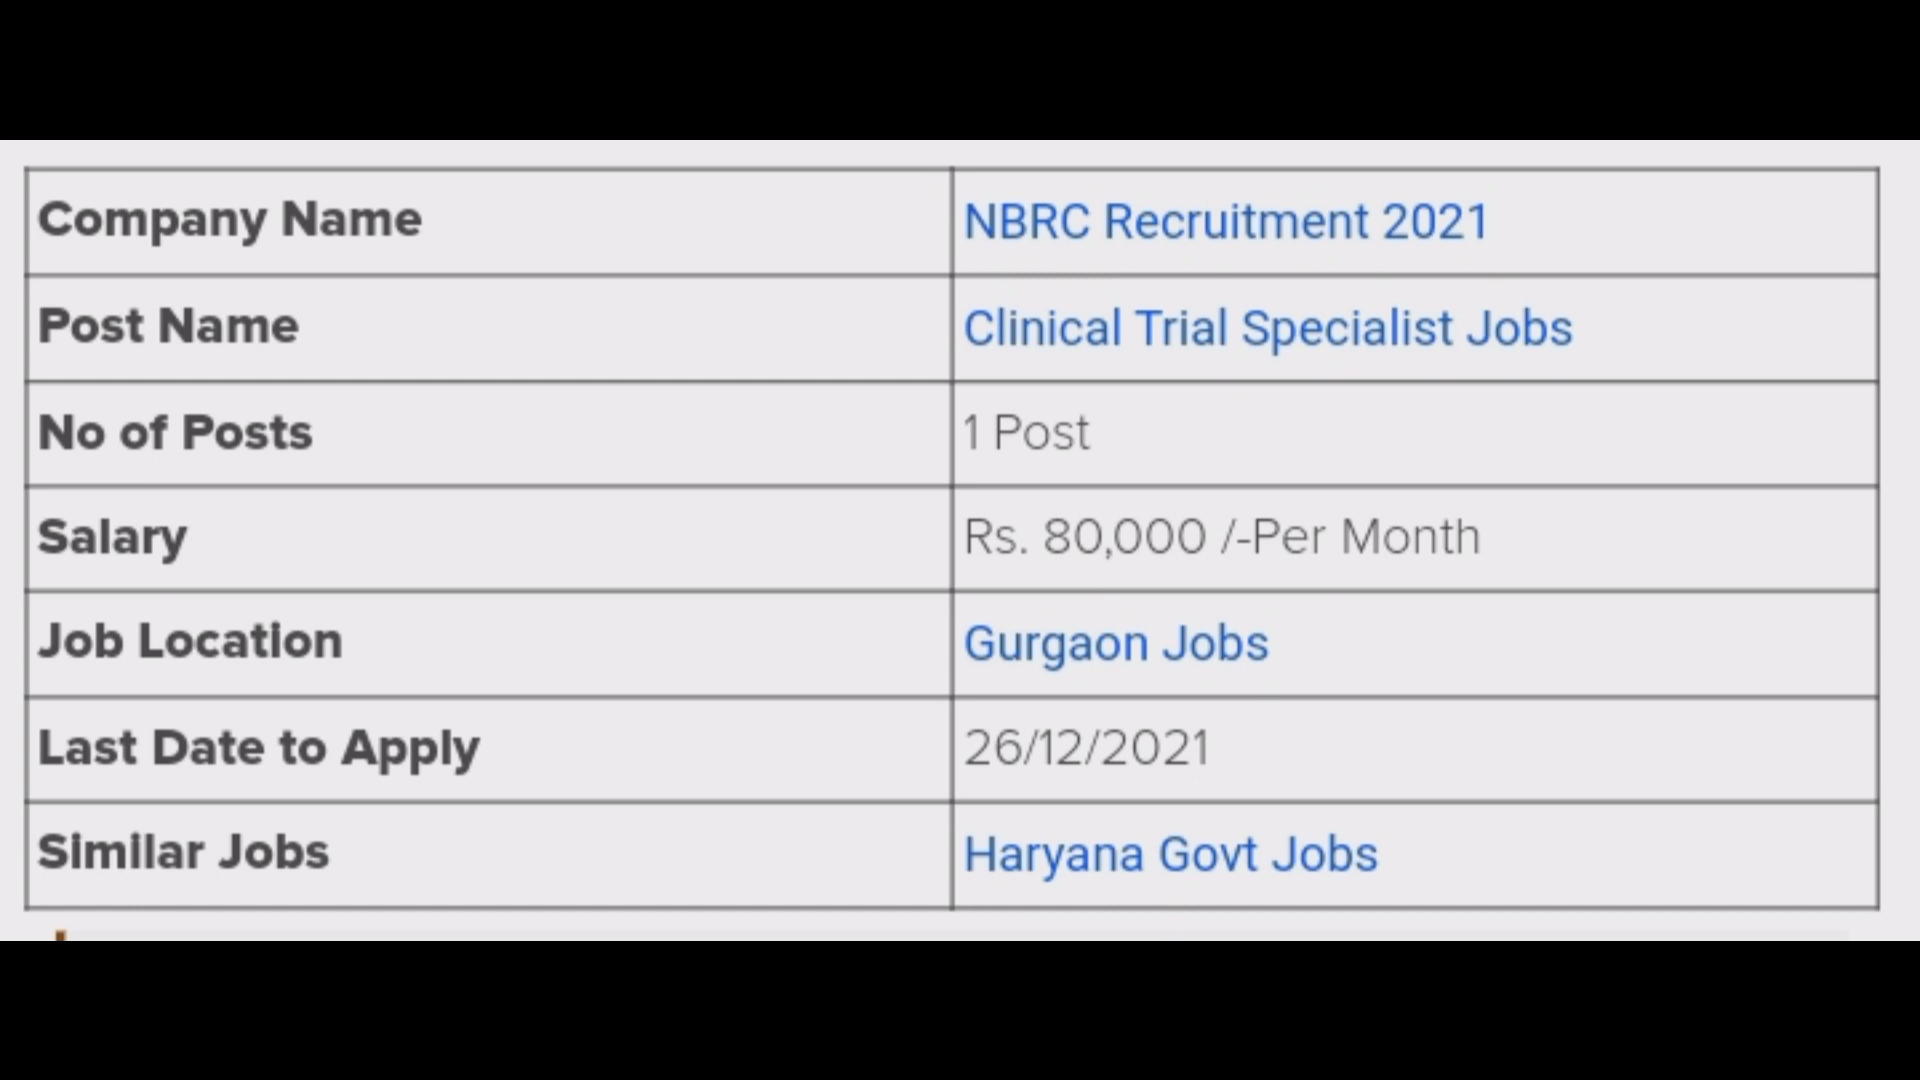 Company Name NBRC Recruitment 2021
Post Name Clinical Trial Specialist Jobs
No of Posts 1 Post
Salary Rs. 80,000 /-Per Month
Job Location Gurgaon Jobs
Last Date to Apply 26/12/2021
Similar Jobs Haryana Govt Jobs